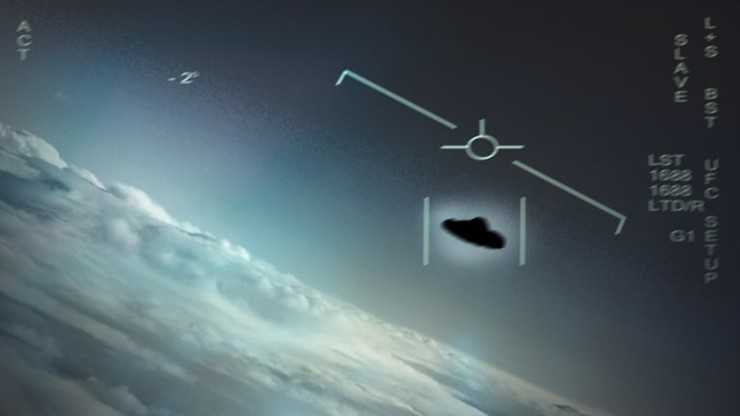 ACT
-2°
L+S BST UFC SETUP
SLAVE
LST
1688
1688
LTD/R
G1